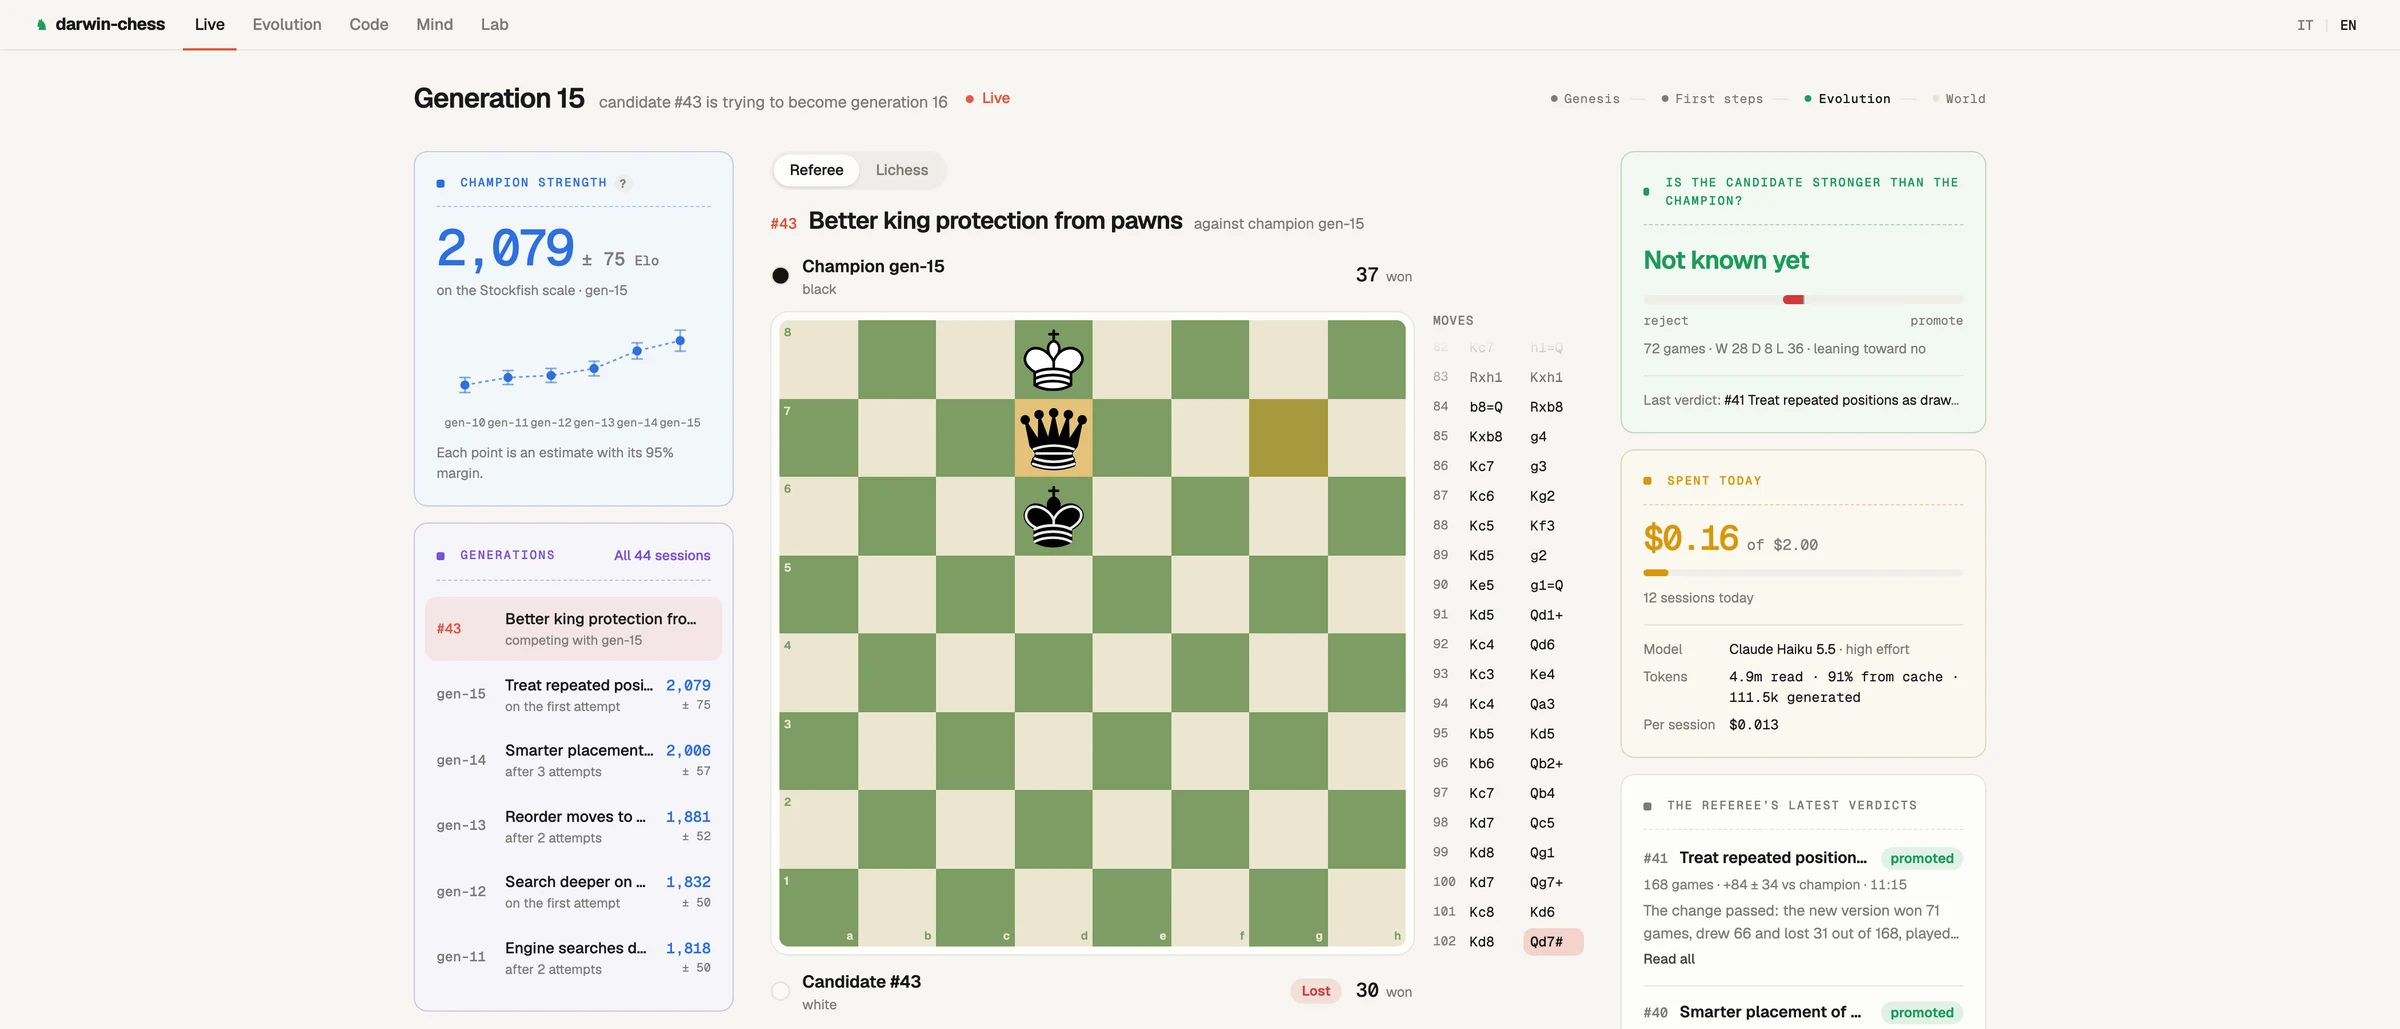 darwin-chess Live Evolution Code Mind Lab IT EN
Generation 15 candidate #43 is trying to become generation 16 Live
Genesis First steps Evolution World
CHAMPION STRENGTH ?
2,079 ± 75 Elo
on the Stockfish scale · gen-15
gen-10 gen-11 gen-12 gen-13 gen-14 gen-15
Each point is an estimate with its 95%
margin.
GENERATIONS All 44 sessions
#43 Better king protection fro...
competing with gen-15
gen-15 Treat repeated posi... 2,079
on the first attempt ± 75
gen-14 Smarter placement... 2,006
after 3 attempts ± 57
gen-13 Reorder moves to ... 1,881
after 2 attempts ± 52
gen-12 Search deeper on ... 1,832
on the first attempt ± 50
gen-11 Engine searches d... 1,818
after 2 attempts ± 50
Referee Lichess
#43 Better king protection from pawns against champion gen-15
Champion gen-15 37 won
black
8
7
6
5
4
3
2
1
a b c d e f g h
Candidate #43 Lost 30 won
white
MOVES
82 Kc7 h1=Q
83 Rxh1 Kxh1
84 b8=Q Rxb8
85 Kxb8 g4
86 Kc7 g3
87 Kc6 Kg2
88 Kc5 Kf3
89 Kd5 g2
90 Ke5 g1=Q
91 Kd5 Qd1+
92 Kc4 Qd6
93 Kc3 Ke4
94 Kc4 Qa3
95 Kb5 Kd5
96 Kb6 Qb2+
97 Kc7 Qb4
98 Kd7 Qc5
99 Kd8 Qg1
100 Kd7 Qg7+
101 Kc8 Kd6
102 Kd8 Qd7#
IS THE CANDIDATE STRONGER THAN THE
CHAMPION?
Not known yet
reject promote
72 games · W 28 D 8 L 36 · leaning toward no
Last verdict: #41 Treat repeated positions as draw...
SPENT TODAY
$0.16 of $2.00
12 sessions today
Model Claude Haiku 5.5 · high effort
Tokens 4.9m read · 91% from cache ·
111.5k generated
Per session $0.013
THE REFEREE'S LATEST VERDICTS
#41 Treat repeated position... promoted
168 games · +84 ± 34 vs champion · 11:15
The change passed: the new version won 71
games, drew 66 and lost 31 out of 168, played...
Read all
#40 Smarter placement of ... promoted